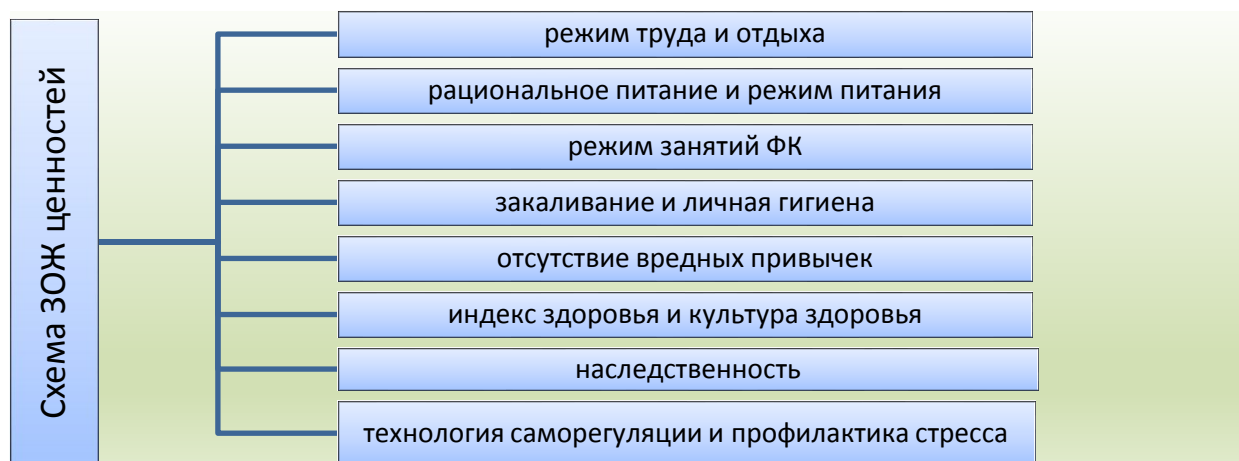 Схема ЗОЖ ценностей
режим труда и отдыха
рациональное питание и режим питания
режим занятий ФК
закаливание и личная гигиена
отсутствие вредных привычек
индекс здоровья и культура здоровья
наследственность
технология саморегуляции и профилактика стресса